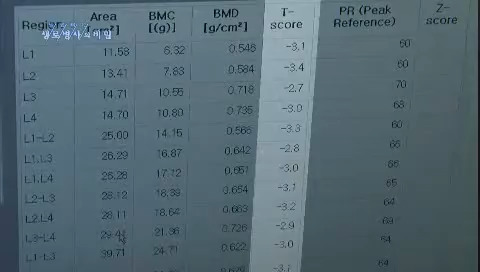 Region Area [cm²] BMC [(g)] BMD [g/cm²] T-score PR (Peak Reference) Z-score
생로병사의 비밀
L1 11.58 6.32 0.546 -3.1 60
L2 13.41 7.83 0.584 -3.4 60
L3 14.71 10.55 0.718 -2.7 70
L4 14.70 10.80 0.735 -3.0 68
L1-L2 25.00 14.15 0.566 -3.3 60
L1,L3 26.29 16.87 0.642 -2.8 66
L1,L4 26.28 17.12 0.651 -3.0 66
L2-L3 28.12 18.39 0.654 -3.1 65
L2,L4 28.11 18.64 0.663 -3.2 64
L3-L4 29.42 21.36 0.726 -2.9 69
L1-L3 39.71 24.71 0.622 -3.0 64
-3.1 64